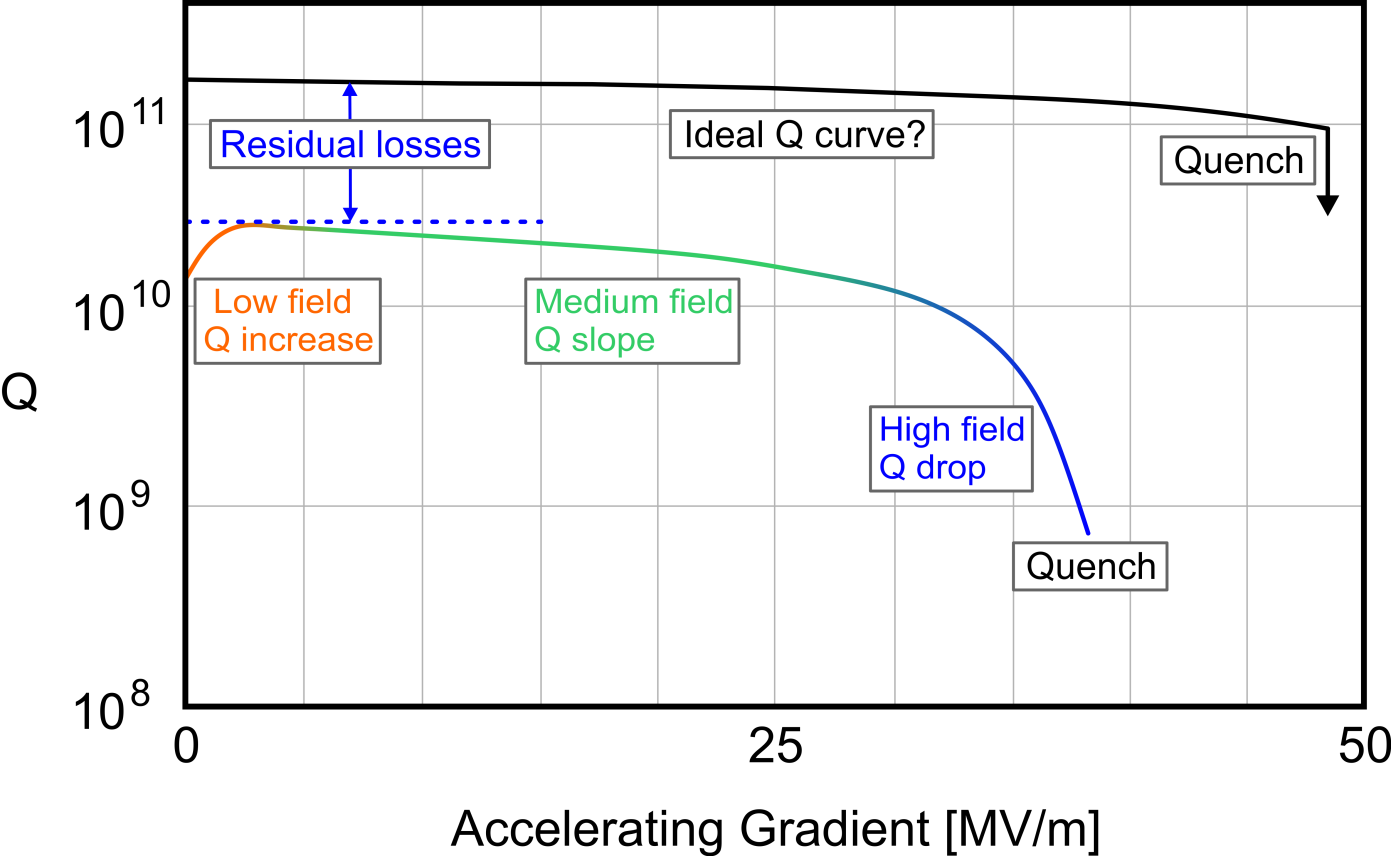 10^11
Residual losses
Ideal Q curve?
Quench
10^10
Low field
Q increase
Medium field
Q slope
Q
High field
Q drop
10^9
Quench
10^8
0
25
50
Accelerating Gradient [MV/m]